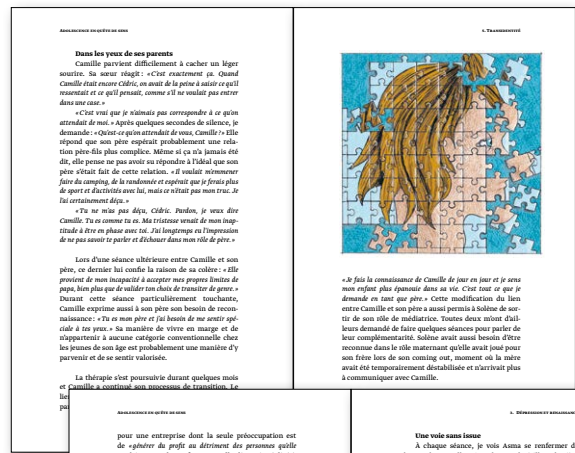 Adolescence en quête de sens
Dans les yeux de ses parents
Camille parvient difficilement à cacher un léger
sourire. Sa sœur réagit : « C'est exactement ça. Quand
Camille était encore Cédric, on avait de la peine à saisir ce qu'il
ressentait et ce qu'il pensait, comme s'il ne voulait pas entrer
dans une case. »
« C'est vrai que je n'aimais pas correspondre à ce qu'on
attendait de moi. » Après quelques secondes de silence, je
demande : « Qu'est-ce qu'on attendait de vous, Camille ? » Elle
répond que son père espérait probablement une rela-
tion père-fils plus complice. Même si ça n'a jamais été
dit, elle pense ne pas avoir su répondre à l'idéal que son
père s'était fait de cette relation. « Il voulait m'emmener
faire du camping, de la randonnée et espérait que je ferais plus
de sport et d'activités avec lui, mais ce n'était pas mon truc. Je
l'ai certainement déçu. »
« Tu ne m'as pas déçu, Cédric. Pardon, je veux dire
Camille. Tu es comme tu es. Ma tristesse venait de mon inap-
titude à être en phase avec toi. J'ai longtemps eu l'impression
de ne pas savoir te parler et d'échouer dans mon rôle de père. »
Lors d'une séance ultérieure entre Camille et son
père, ce dernier lui confie la raison de sa colère : « Elle
provient de mon incapacité à accepter mes propres limites de
papa, bien plus que de valider ton choix de transiter de genre. »
Durant cette séance particulièrement touchante,
Camille exprime aussi à son père son besoin de recon-
naissance : « Tu es mon père et j'ai besoin de me sentir spé-
ciale à tes yeux. » Sa manière de vivre en marge et de
n'appartenir à aucune catégorie conventionnelle chez
les jeunes de son âge est probablement une manière d'y
parvenir et de se sentir valorisée.
La thérapie s'est poursuivie durant quelques mois
et Camille a continué son processus de transition. Le
lie
pa
5. Transidentité
« Je fais la connaissance de Camille de jour en jour et je sens
mon enfant plus épanouie dans sa vie. C'est tout ce que je
demande en tant que père. » Cette modification du lien
entre Camille et son père a aussi permis à Solène de sor-
tir de son rôle de médiatrice. Toutes deux m'ont d'ail-
leurs demandé de faire quelques séances pour parler de
leur complémentarité. Solène avait aussi besoin d'être
reconnue dans le rôle maternant qu'elle avait joué pour
son frère lors de son coming out, moment où la mère
avait été temporairement déstabilisée et n'arrivait plus
à communiquer avec Camille.
Adolescence en quête de sens
pour une entreprise dont la seule préoccupation est
de « générer du profit au détriment des personnes qu'elle
2. Dépression et renaissanc
Une voie sans issue
À chaque séance, je vois Asma se renfermer d